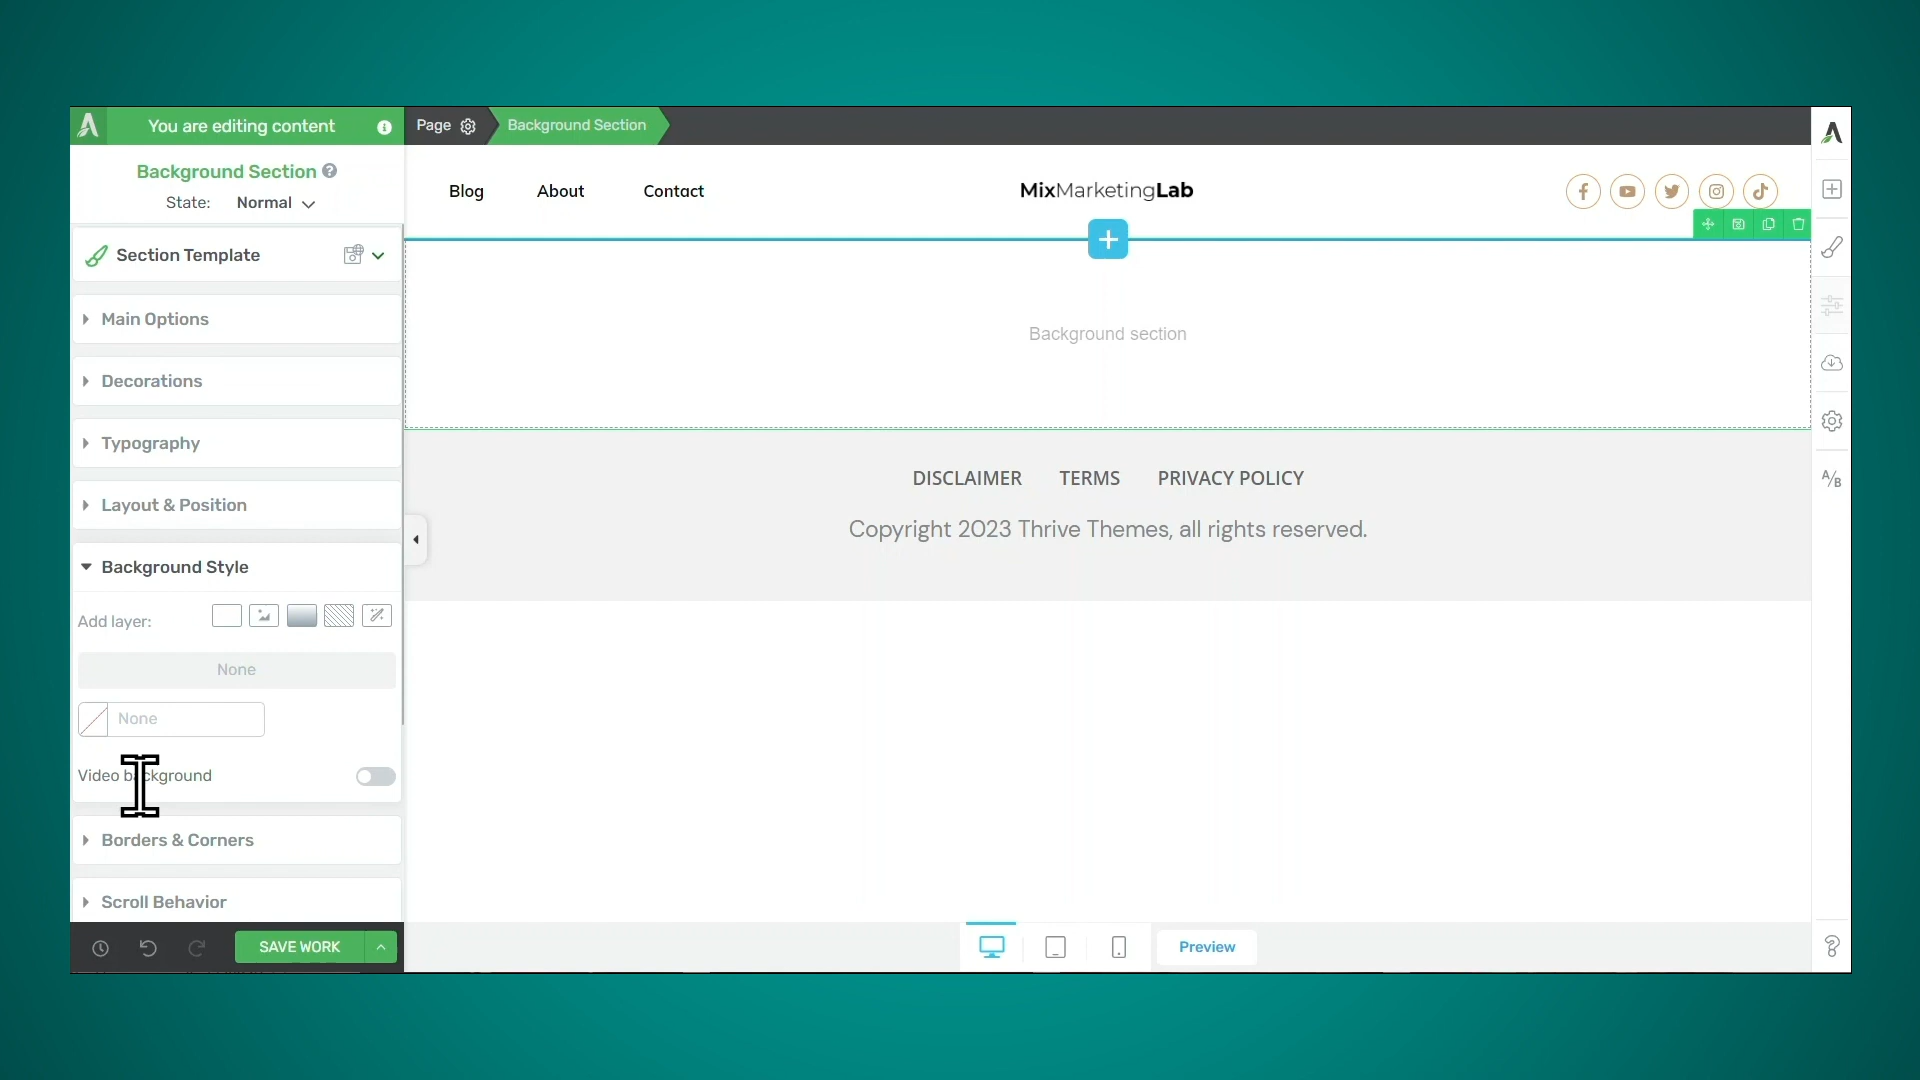 You are editing content
Page
Background Section
Background Section
State: Normal
Section Template
Main Options
Decorations
Typography
Layout & Position
Background Style
Add layer:
None
None
Video background
Borders & Corners
Scroll Behavior
SAVE WORK
Blog
About
Contact
MixMarketingLab
Background section
DISCLAIMER
TERMS
PRIVACY POLICY
Copyright 2023 Thrive Themes, all rights reserved.
Preview
A/B